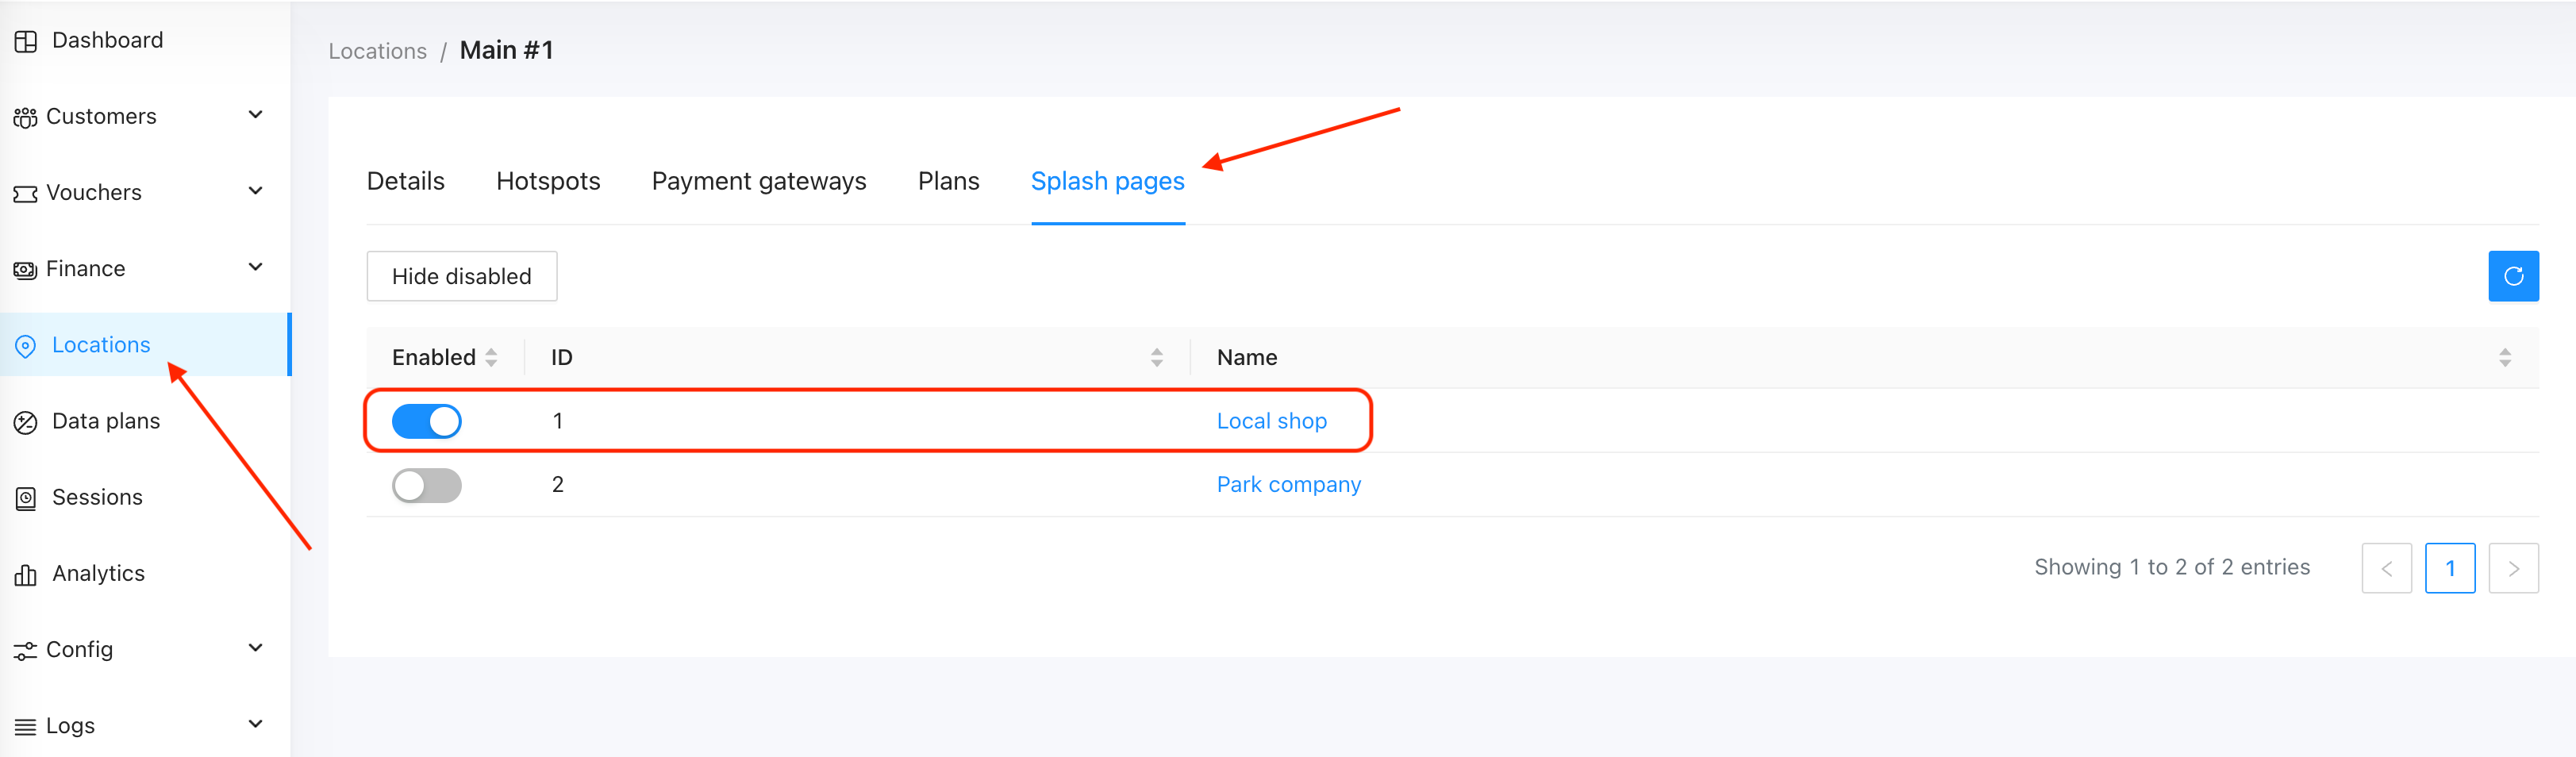 Dashboard
Customers
Vouchers
Finance
Locations
Data plans
Sessions
Analytics
Config
Logs
Locations / Main #1
Details Hotspots Payment gateways Plans Splash pages
Hide disabled
Enabled ID Name
1 Local shop
2 Park company
Showing 1 to 2 of 2 entries < 1 >